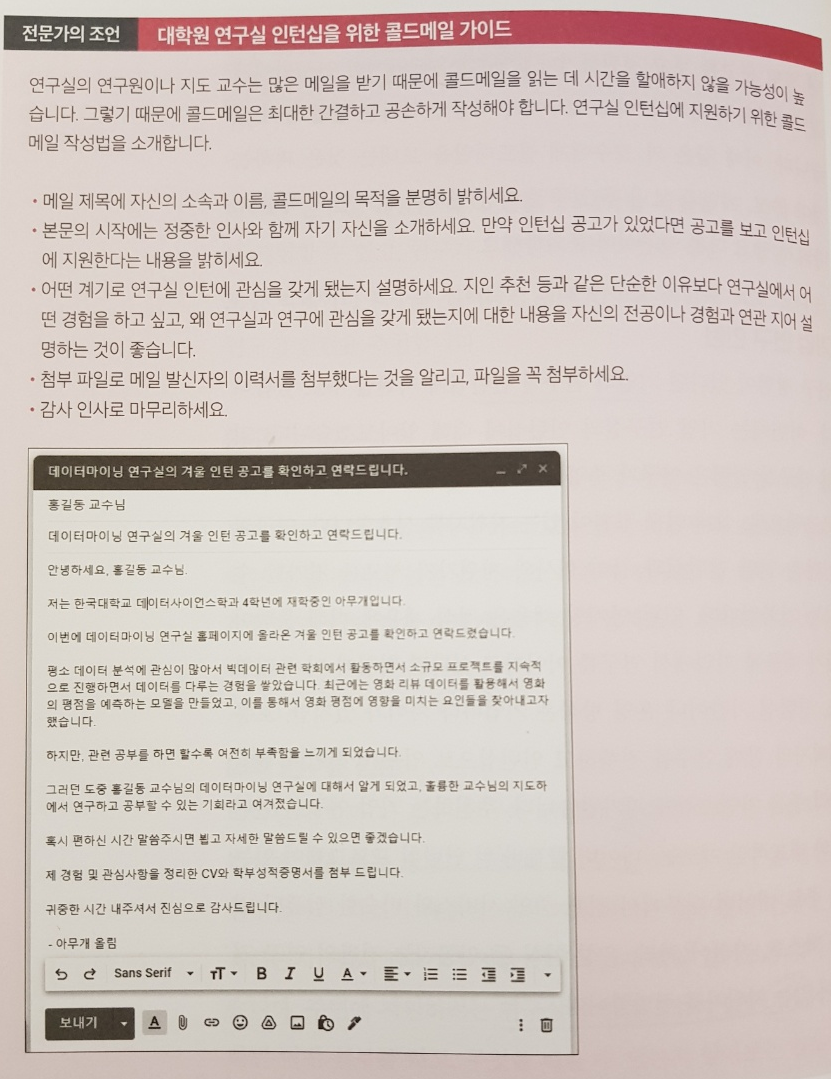 전문가의 조언 대학원 연구실 인턴십을 위한 콜드메일 가이드
연구실의 연구원이나 지도 교수는 많은 메일을 받기 때문에 콜드메일을 읽는 데 시간을 할애하지 않을 가능성이 높
습니다. 그렇기 때문에 콜드메일은 최대한 간결하고 공손하게 작성해야 합니다. 연구실 인턴십에 지원하기 위한 콜드
메일 작성법을 소개합니다.
• 메일 제목에 자신의 소속과 이름, 콜드메일의 목적을 분명히 밝히세요.
• 본문의 시작에는 정중한 인사와 함께 자기 자신을 소개하세요. 만약 인턴십 공고가 있었다면 공고를 보고 인턴십
에 지원한다는 내용을 밝히세요.
• 어떤 계기로 연구실 인턴에 관심을 갖게 됐는지 설명하세요. 지인 추천 등과 같은 단순한 이유보다 연구실에서 어
떤 경험을 하고 싶고, 왜 연구실과 연구에 관심을 갖게 됐는지에 대한 내용을 자신의 전공이나 경험과 연관 지어 설
명하는 것이 좋습니다.
• 첨부 파일로 메일 발신자의 이력서를 첨부했다는 것을 알리고, 파일을 꼭 첨부하세요.
• 감사 인사로 마무리하세요.
데이터마이닝 연구실의 겨울 인턴 공고를 확인하고 연락드립니다.
홍길동 교수님
데이터마이닝 연구실의 겨울 인턴 공고를 확인하고 연락드립니다.
안녕하세요, 홍길동 교수님.
저는 한국대학교 데이터사이언스학과 4학년에 재학중인 아무개입니다.
이번에 데이터마이닝 연구실 홈페이지에 올라온 겨울 인턴 공고를 확인하고 연락드렸습니다.
평소 데이터 분석에 관심이 많아서 빅데이터 관련 학회에서 활동하면서 소규모 프로젝트를 지속적
으로 진행하면서 데이터를 다루는 경험을 쌓았습니다. 최근에는 영화 리뷰 데이터를 활용해서 영화
의 평점을 예측하는 모델을 만들었고, 이를 통해서 영화 평점에 영향을 미치는 요인들을 찾아내고자
했습니다.
하지만, 관련 공부를 하면 할수록 여전히 부족함을 느끼게 되었습니다.
그러던 도중 홍길동 교수님의 데이터마이닝 연구실에 대해서 알게 되었고, 훌륭한 교수님의 지도하
에서 연구하고 공부할 수 있는 기회라고 여겨졌습니다.
혹시 편하신 시간 말씀주시면 뵙고 자세한 말씀드릴 수 있으면 좋겠습니다.
제 경험 및 관심사항을 정리한 CV와 학부성적증명서를 첨부 드립니다.
귀중한 시간 내주셔서 진심으로 감사드립니다.
- 아무개 올림
Sans Serif TT B I U A
보내기 A